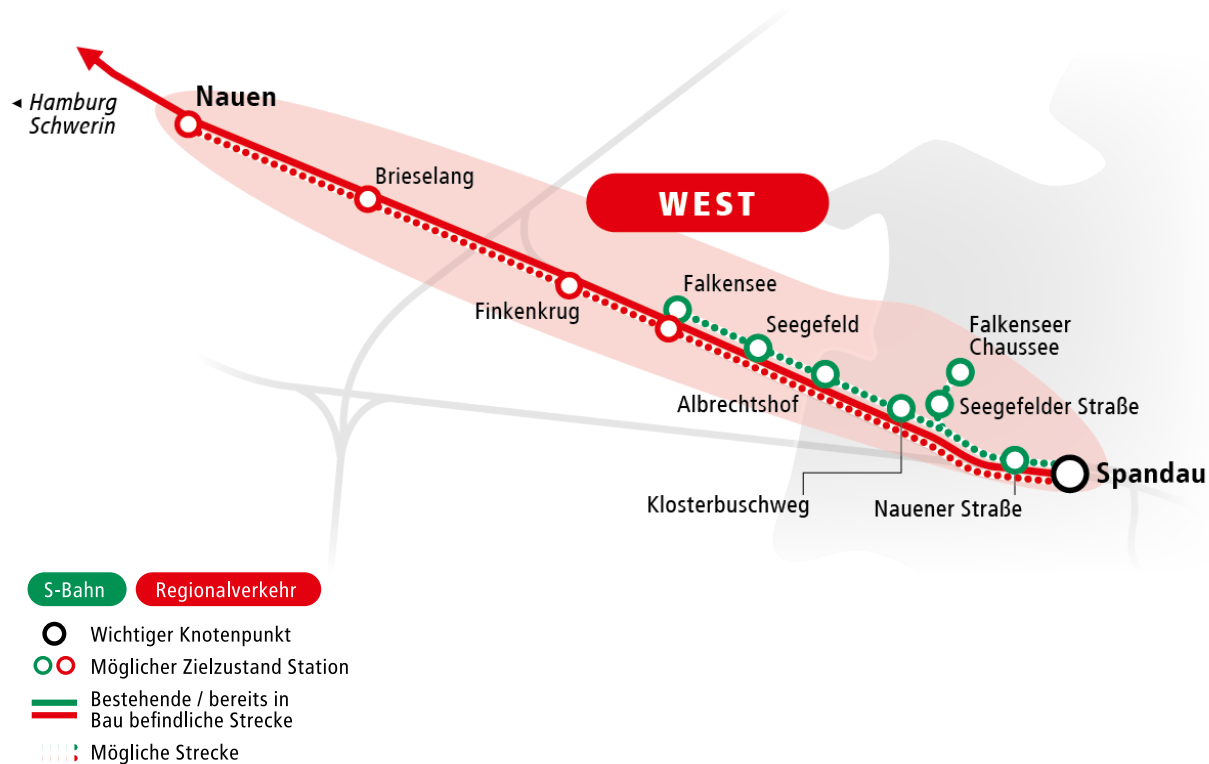 Nauen
◄ Hamburg
Schwerin
Brieselang
WEST
Finkenkrug
Falkensee
Seegefeld
Falkenseer
Chaussee
Albrechtshof
Seegefelder Straße
Klosterbuschweg
Nauener Straße
Spandau
S-Bahn
Regionalverkehr
Wichtiger Knotenpunkt
Möglicher Zielzustand Station
Bestehende / bereits in
Bau befindliche Strecke
Mögliche Strecke